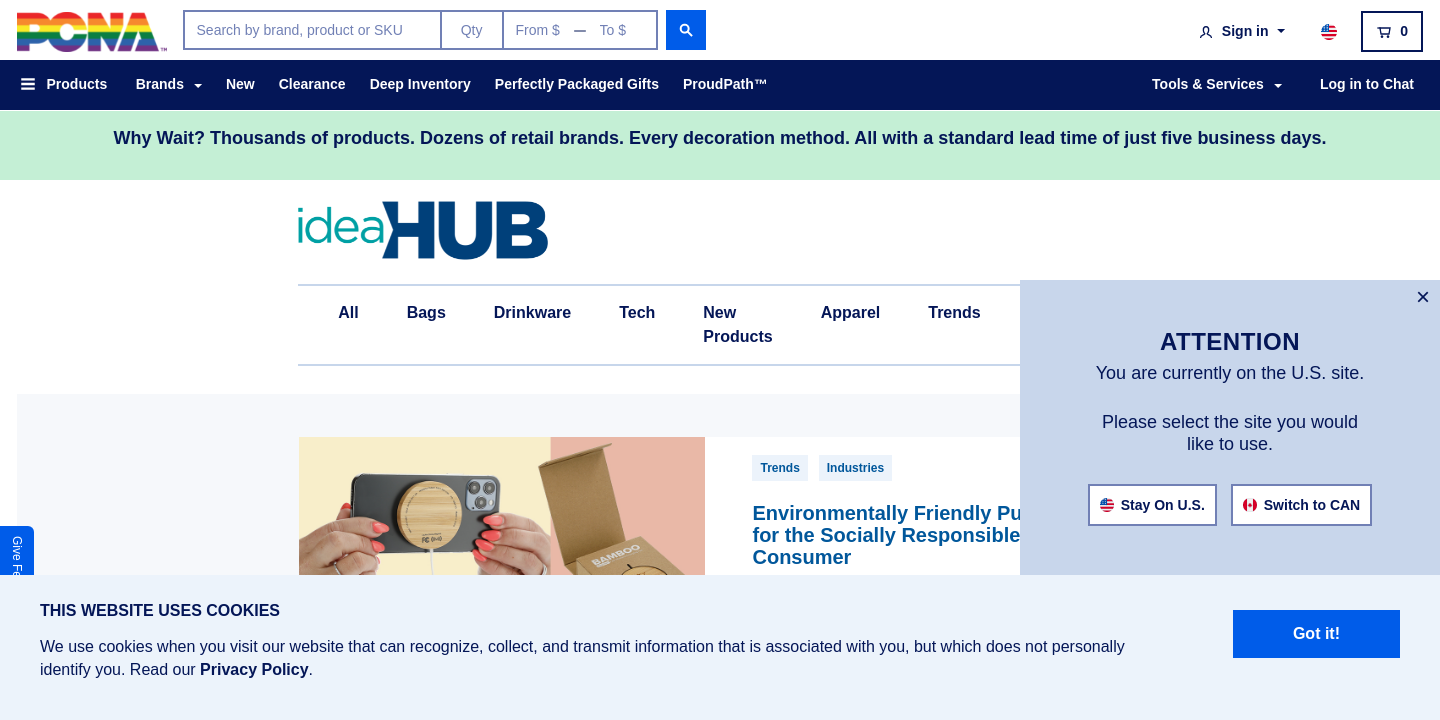 PCNA™
Search by brand, product or SKU
Qty
From $ — To $
Sign in
0
Products
Brands
New
Clearance
Deep Inventory
Perfectly Packaged Gifts
ProudPath™
Tools & Services
Log in to Chat
Why Wait? Thousands of products. Dozens of retail brands. Every decoration method. All with a standard lead time of just five business days.
ideaHUB
All
Bags
Drinkware
Tech
New
Products
Apparel
Trends
×
ATTENTION
You are currently on the U.S. site.
Please select the site you would
like to use.
Stay On U.S.
Switch to CAN
Trends
Industries
Environmentally Friendly Pu
for the Socially Responsible
Consumer
BAMBOO
Give Fe
THIS WEBSITE USES COOKIES
We use cookies when you visit our website that can recognize, collect, and transmit information that is associated with you, but which does not personally
identify you. Read our Privacy Policy.
Got it!